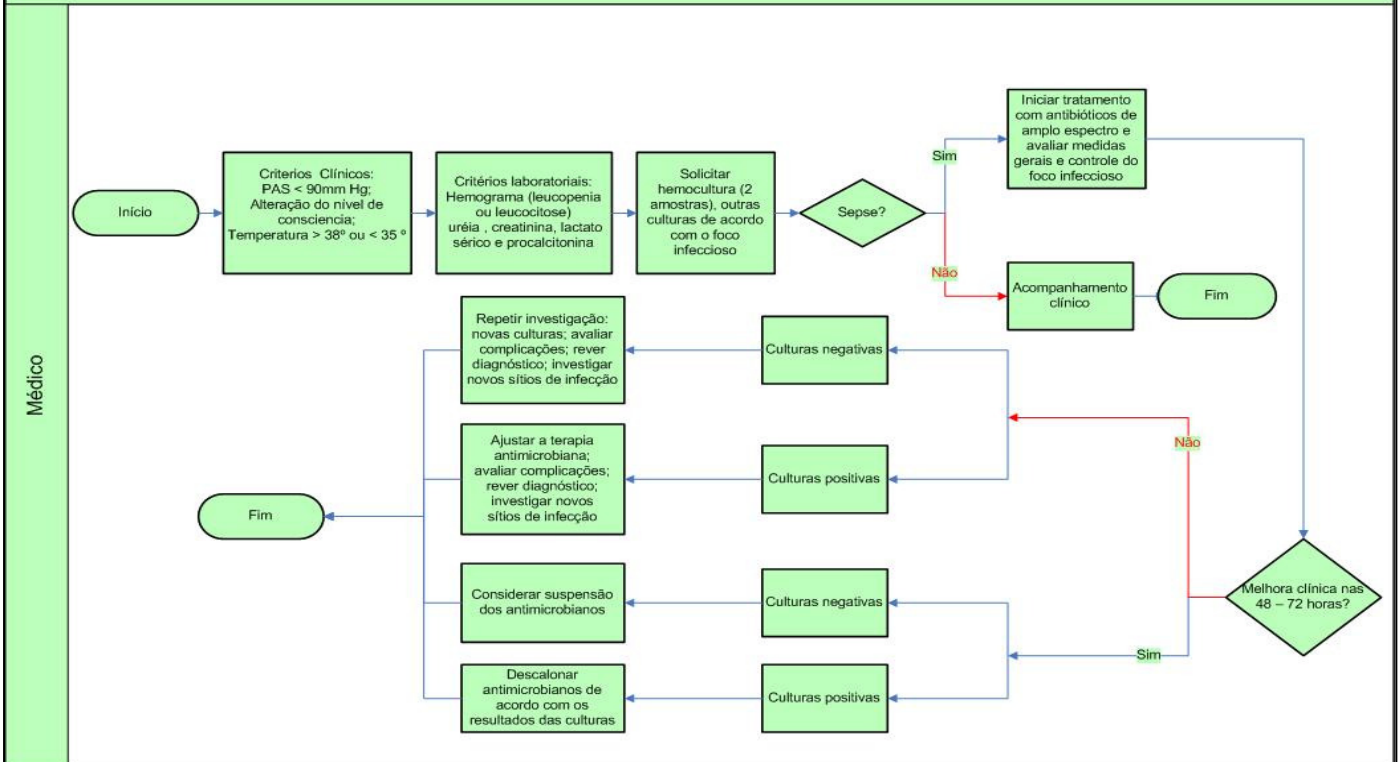 Médico
Início
Criterios Clínicos:
PAS < 90mm Hg;
Alteração do nível de
consciencia;
Temperatura > 38º ou < 35 º
Critérios laboratoriais:
Hemograma (leucopenia
ou leucocitose)
uréia , creatinina, lactato
sérico e procalcitonina
Solicitar
hemocultura (2
amostras), outras
culturas de acordo
com o foco
infeccioso
Sepse?
Sim
Iniciar tratamento
com antibióticos de
amplo espectro e
avaliar medidas
gerais e controle do
foco infeccioso
Não
Acompanhamento
clínico
Fim
Melhora clínica nas
48 – 72 horas?
Não
Culturas negativas
Repetir investigação:
novas culturas; avaliar
complicações; rever
diagnóstico; investigar
novos sítios de infecção
Culturas positivas
Ajustar a terapia
antimicrobiana;
avaliar complicações;
rever diagnóstico;
investigar novos
sítios de infecção
Fim
Sim
Culturas negativas
Considerar suspensão
dos antimicrobianos
Culturas positivas
Descalonar
antimicrobianos de
acordo com os
resultados das culturas